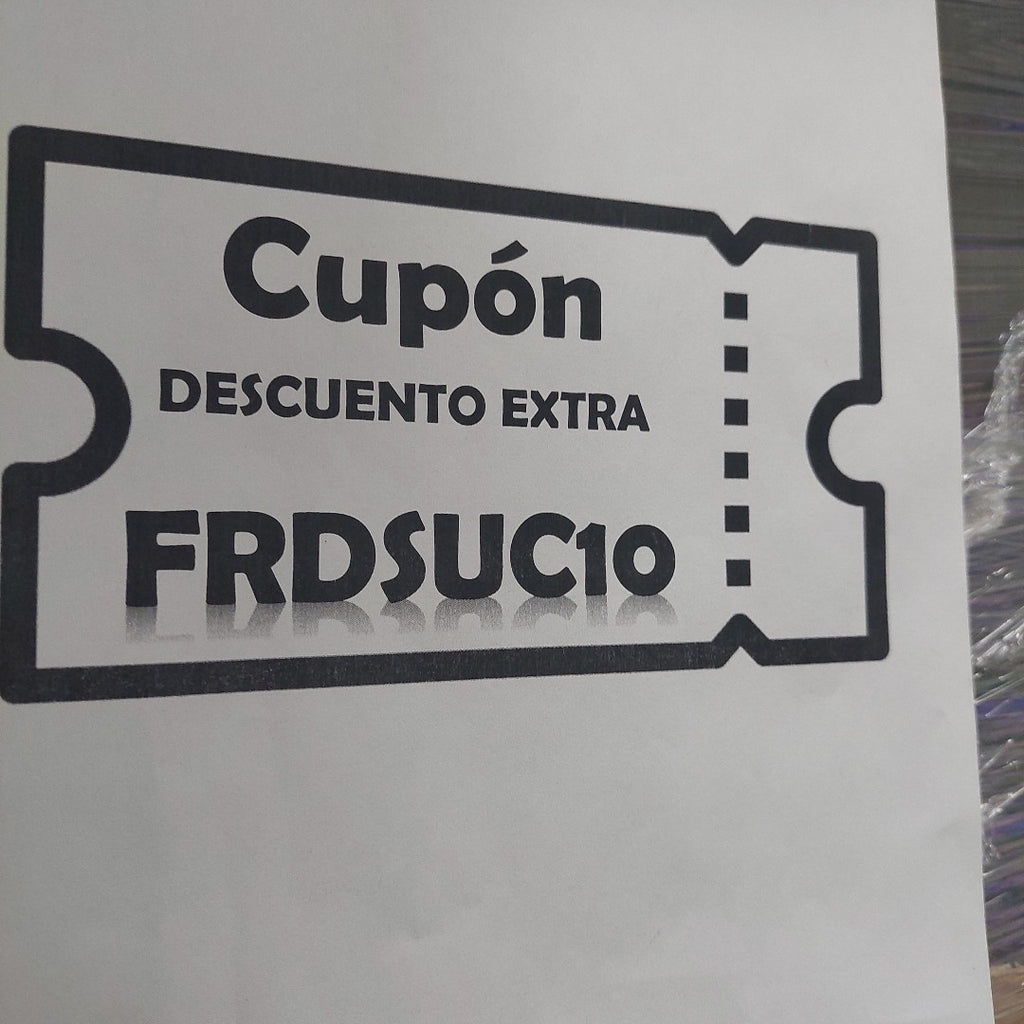 Cupón
DESCUENTO EXTRA
FRDSUC10